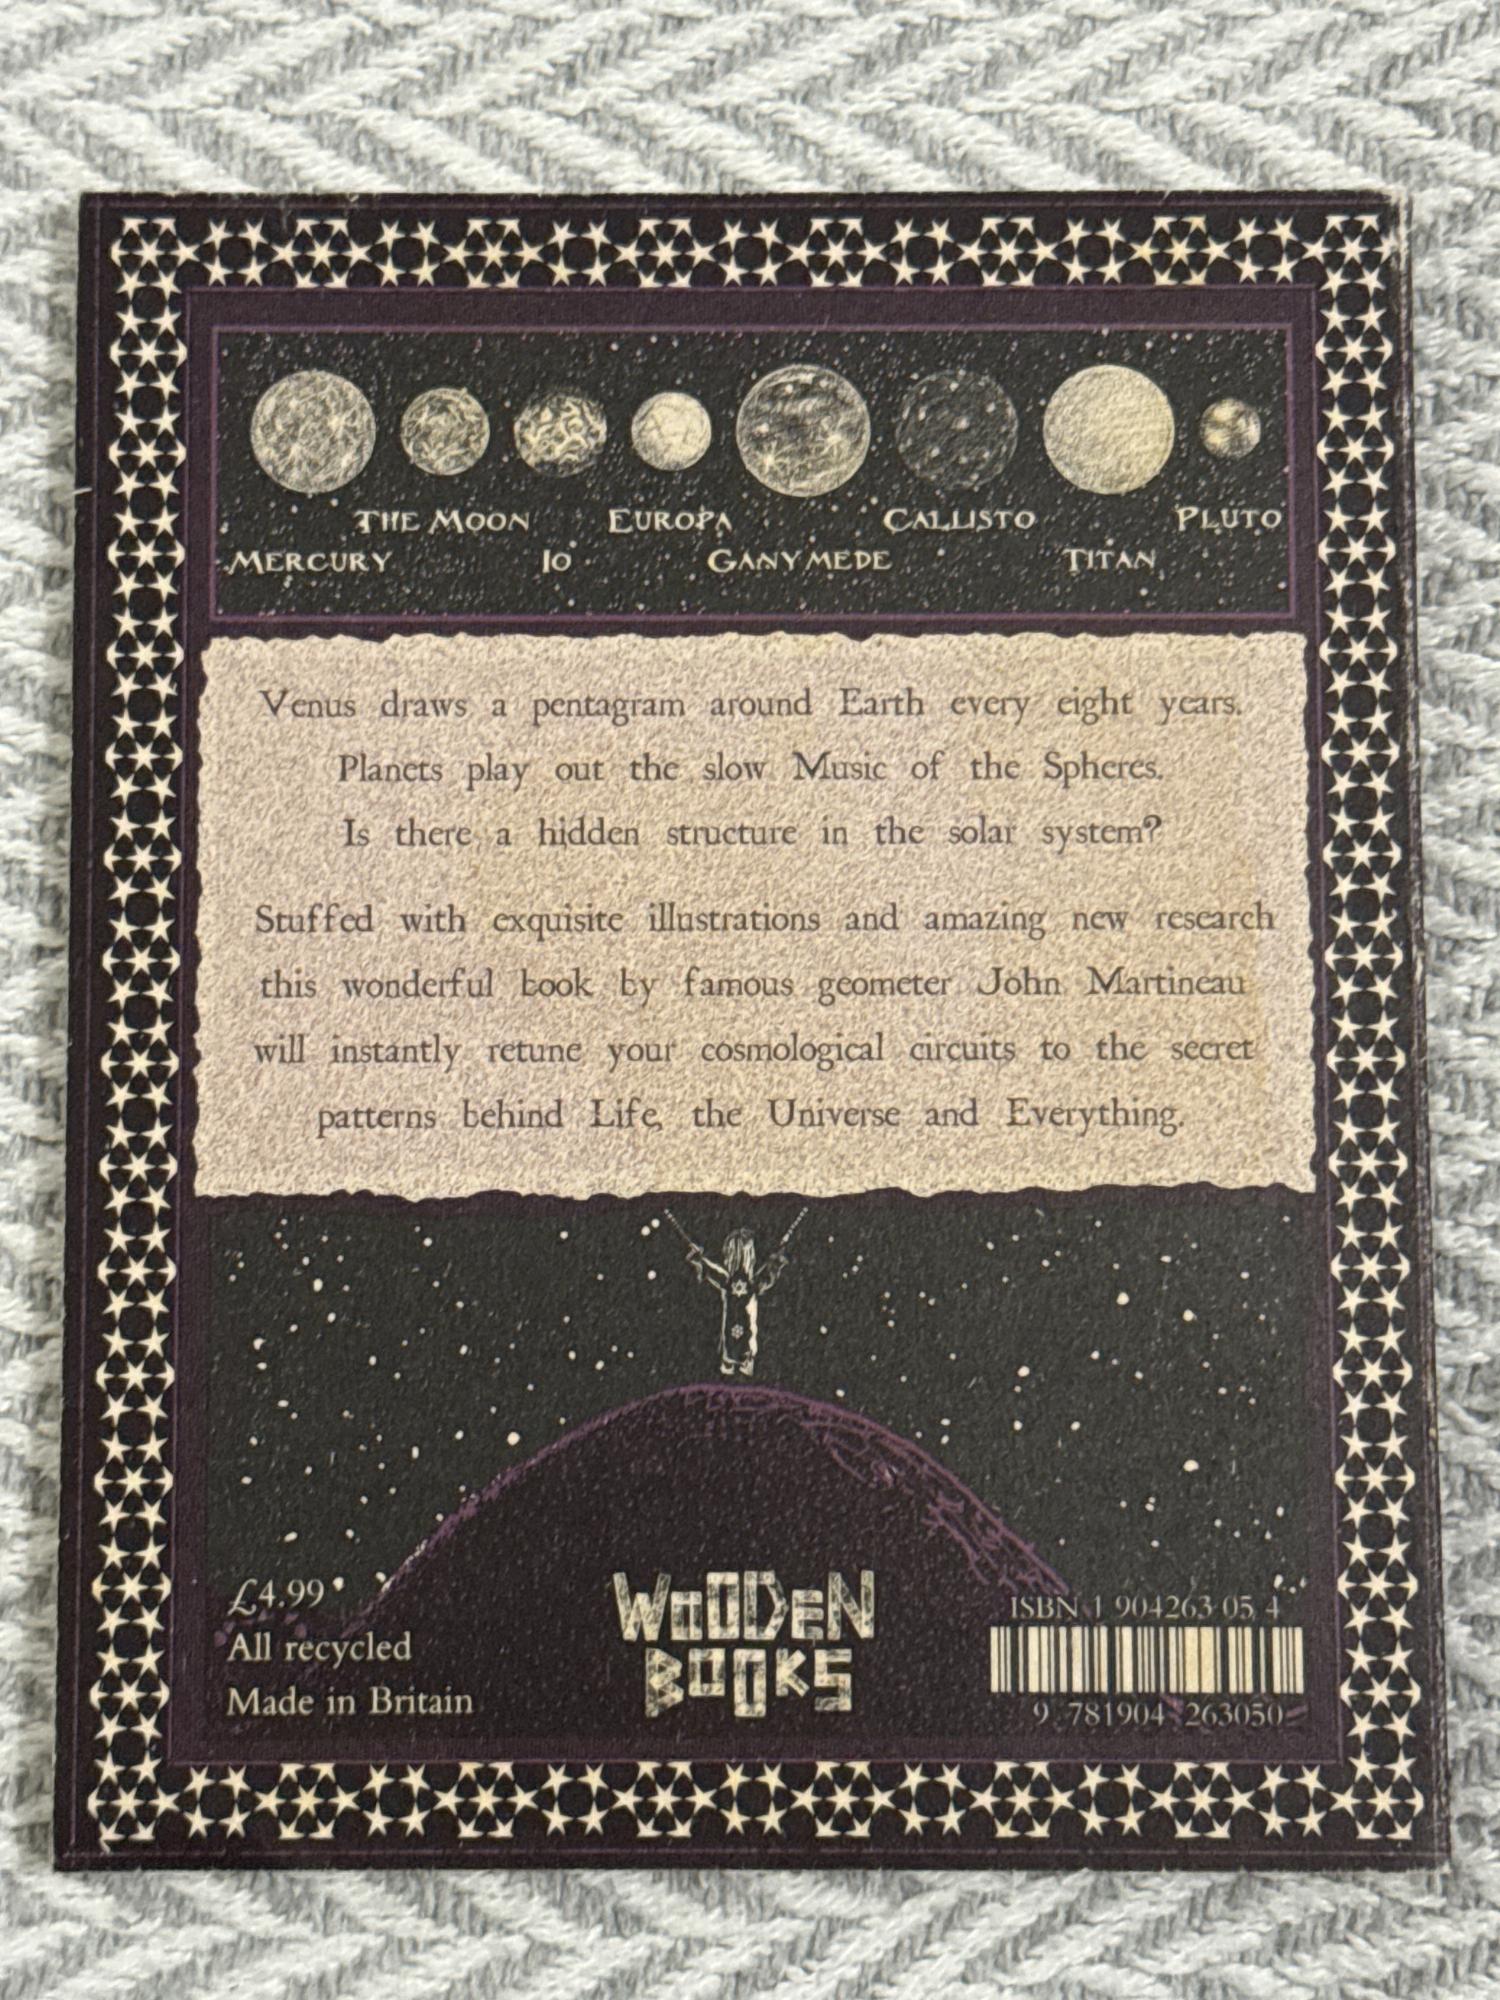 THE MOON EUROPA CALLISTO PLUTO
MERCURY IO GANYMEDE TITAN
Venus draws a pentagram around Earth every eight years.
Planets play out the slow Music of the Spheres.
Is there a hidden structure in the solar system?
Stuffed with exquisite illustrations and amazing new research
this wonderful book by famous geometer John Martineau
will instantly retune your cosmological circuits to the secret
patterns behind Life, the Universe and Everything.
£4.99
All recycled
Made in Britain
WOODEN
BOOKS
ISBN 1 904263 05 4
9 781904 263050